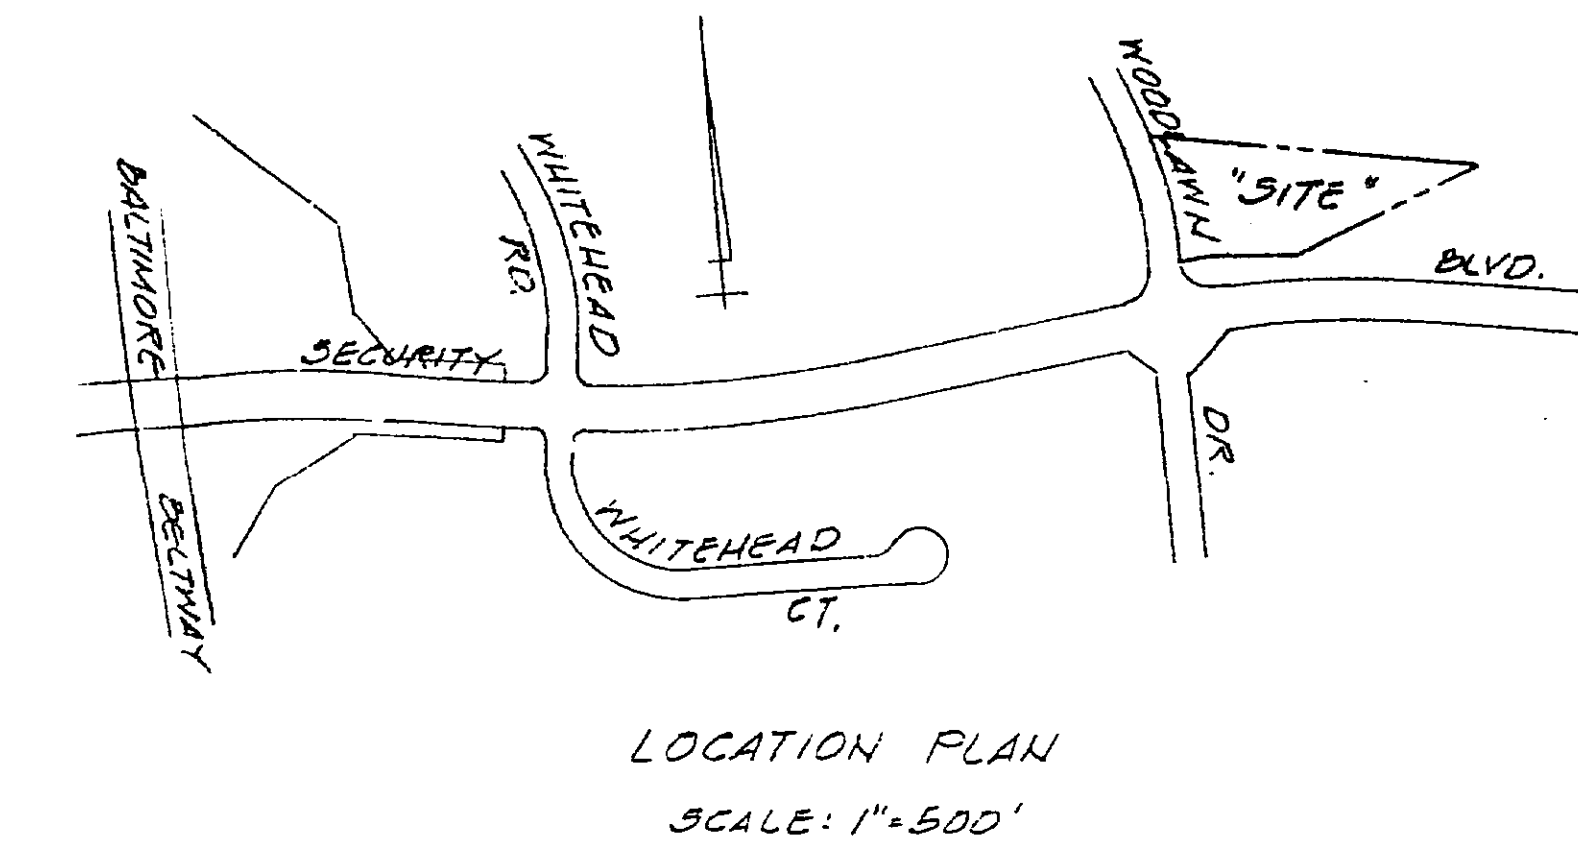 WOODLAWN
"SITE"
BLVD.
WHITEHEAD
RD.
BALTIMORE
SECURITY
DR.
BELTWAY
WHITEHEAD
CT.
LOCATION PLAN
SCALE: 1"=500'